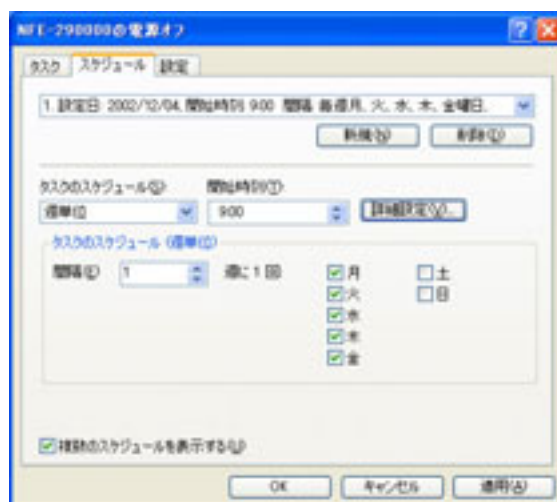 NFE-290000の電源オフ
タスク スケジュール 設定
1. 設定日: 2002/12/04, 開始時刻 9:00 間隔 毎週月, 火, 水, 木, 金曜日,
新規(N) 削除(D)
タスクのスケジュール(S): 開始時刻(T):
週単位 9:00 詳細設定(V)...
タスクのスケジュール (週単位)
間隔(E) 1 週に 1 回 月 土
火 日
水
木
金
複数のスケジュールを表示する(U)
OK キャンセル 適用(A)